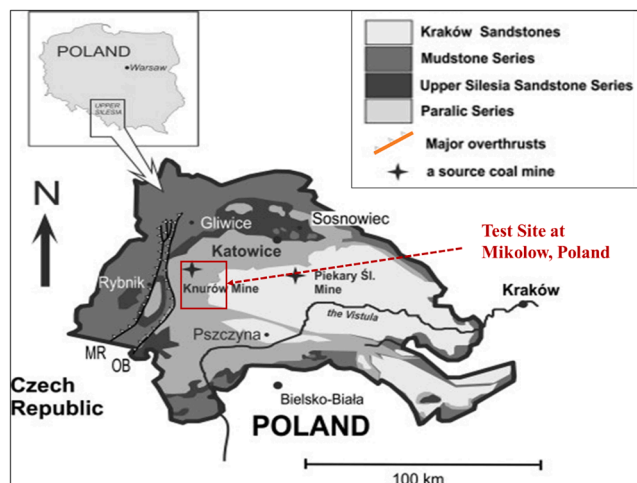 POLAND
Warsaw
UPPER
SILESIA
Kraków Sandstones
Mudstone Series
Upper Silesia Sandstone Series
Paralic Series
Major overthrusts
a source coal mine
N
Gliwice
Sosnowiec
Katowice
Test Site at
Mikolow, Poland
Rybnik
Knurów Mine
Piekary Śl.
Mine
Kraków
the Vistula
Pszczyna
MR
OB
Czech
Republic
Bielsko-Biała
POLAND
100 km